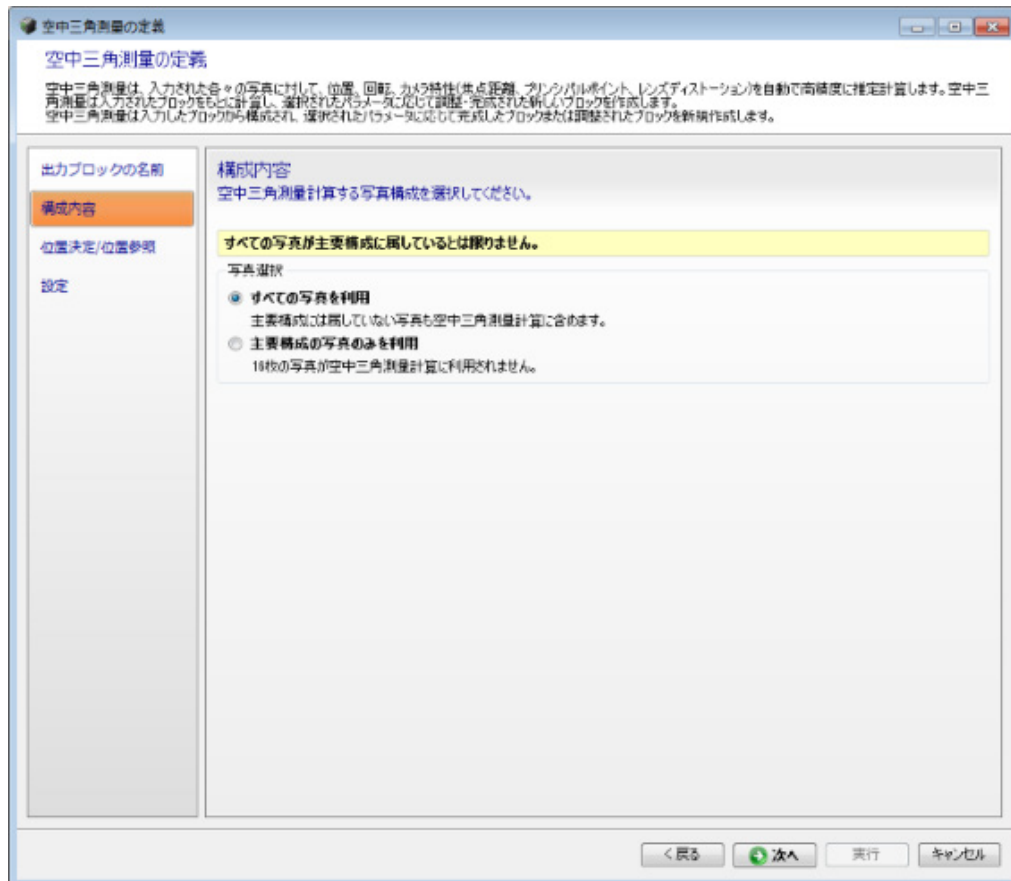 空中三角測量の定義
空中三角測量の定義
空中三角測量は、入力された各々の写真に対して、位置、回転、カメラ特性(焦点距離、プリンシパルポイント、レンズディストーション)を自動で高精度に推定計算します。空中三
角測量は入力されたブロックをもとに計算し、選択されたパラメータに応じて調整・完成された新しいブロックを作成します。
空中三角測量は入力したブロックから構成され、選択されたパラメータに応じて完成したブロックまたは調整されたブロックを新規作成します。
出力ブロックの名前
構成内容
位置決定/位置参照
設定
構成内容
空中三角測量計算する写真構成を選択してください。
すべての写真が主要構成に属しているとは限りません。
写真選択
すべての写真を利用
主要構成には属していない写真も空中三角測量計算に含めます。
主要構成の写真のみを利用
16枚の写真が空中三角測量計算に利用されません。
< 戻る
次へ
実行
キャンセル